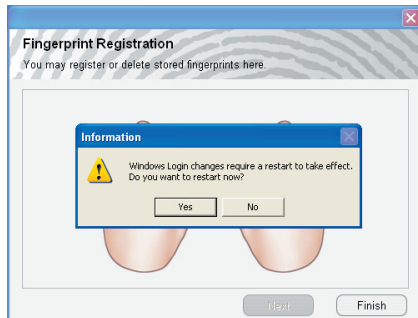 Fingerprint Registration
You may register or delete stored fingerprints here.
Information
Windows Login changes require a restart to take effect.
Do you want to restart now?
Yes
No
Next
Finish